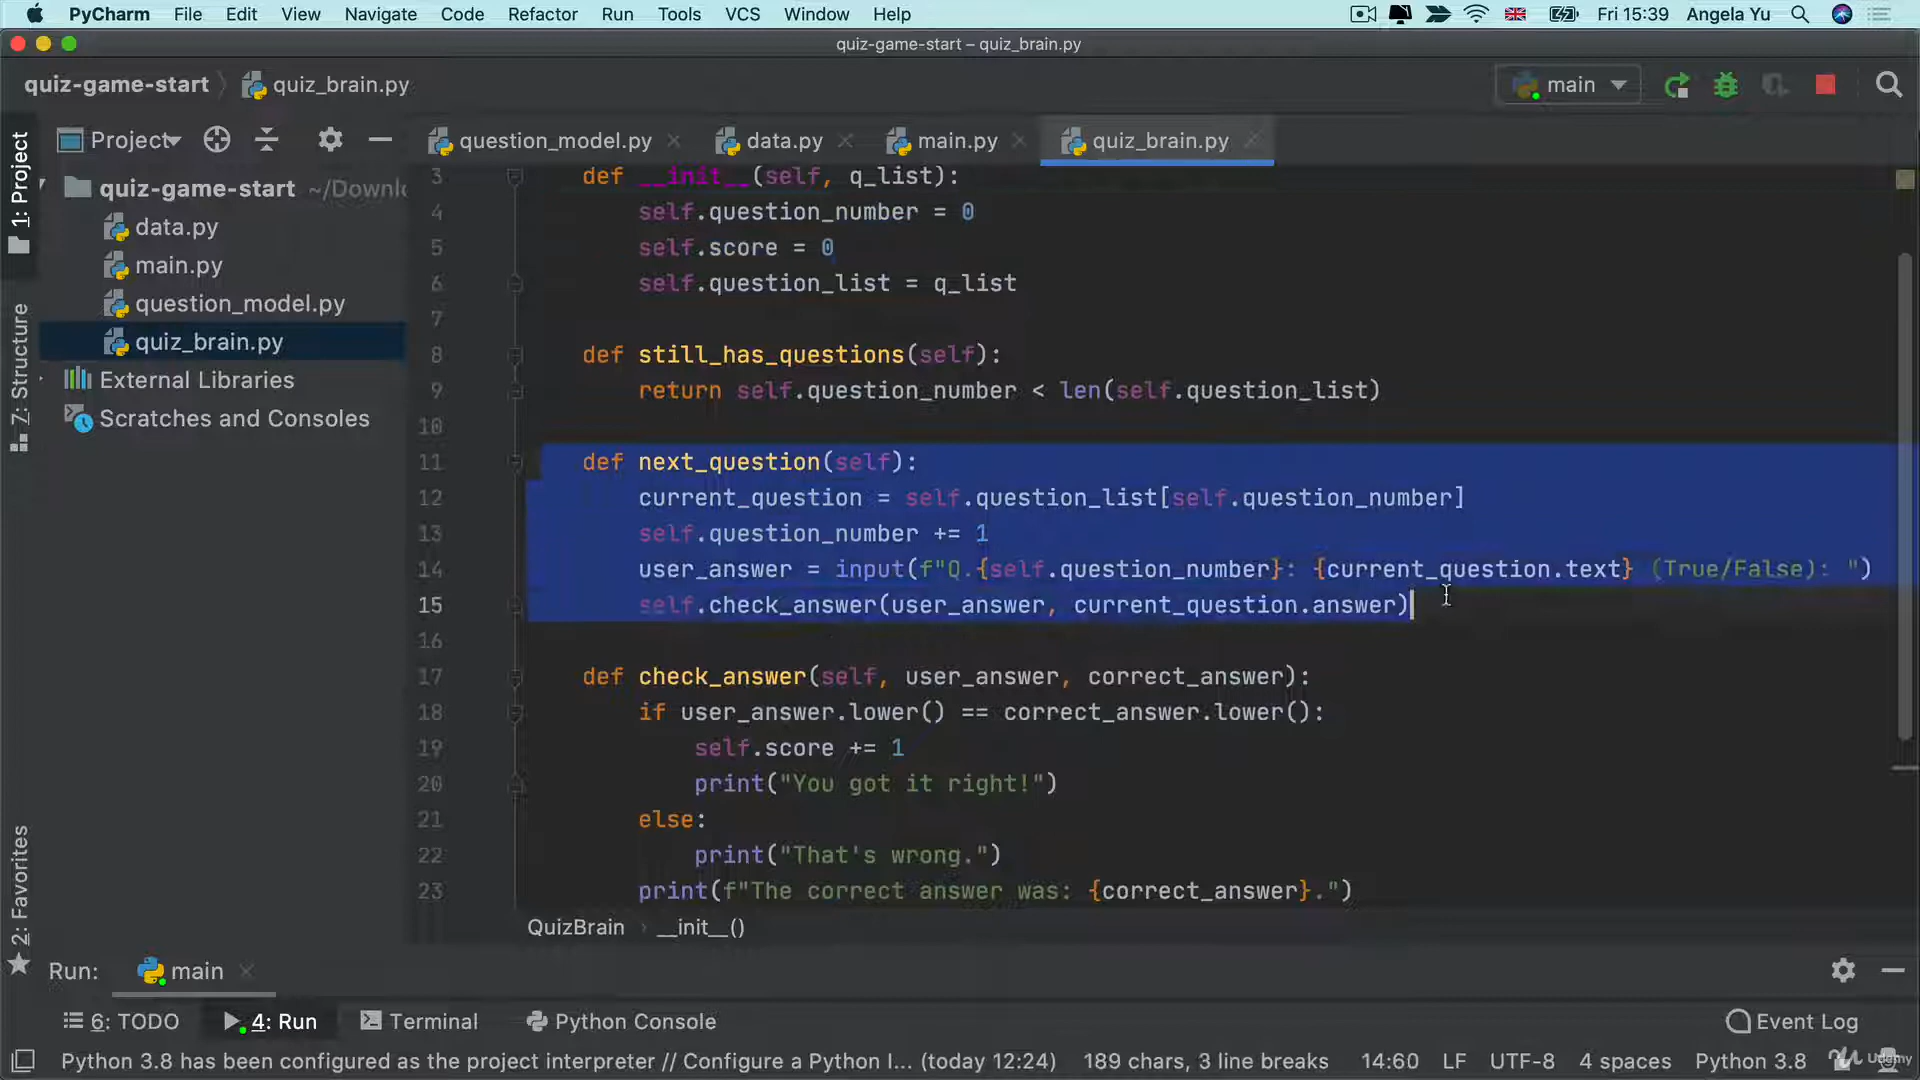 PyCharm File Edit View Navigate Code Refactor Run Tools VCS Window Help Fri 15:39 Angela Yu
quiz-game-start – quiz_brain.py
quiz-game-start quiz_brain.py main
Project question_model.py data.py main.py quiz_brain.py
1: Project
7: Structure
2: Favorites
quiz-game-start ~/Downlo
data.py
main.py
question_model.py
quiz_brain.py
External Libraries
Scratches and Consoles
3 def __init__(self, q_list):
4 self.question_number = 0
5 self.score = 0
6 self.question_list = q_list
7
8 def still_has_questions(self):
9 return self.question_number < len(self.question_list)
10
11 def next_question(self):
12 current_question = self.question_list[self.question_number]
13 self.question_number += 1
14 user_answer = input(f"Q.{self.question_number}: {current_question.text} (True/False): ")
15 self.check_answer(user_answer, current_question.answer)
16
17 def check_answer(self, user_answer, correct_answer):
18 if user_answer.lower() == correct_answer.lower():
19 self.score += 1
20 print("You got it right!")
21 else:
22 print("That's wrong.")
23 print(f"The correct answer was: {correct_answer}.")
QuizBrain __init__()
Run: main
6: TODO 4: Run Terminal Python Console Event Log
Python 3.8 has been configured as the project interpreter // Configure a Python I... (today 12:24) 189 chars, 3 line breaks 14:60 LF UTF-8 4 spaces Python 3.8
Udemy